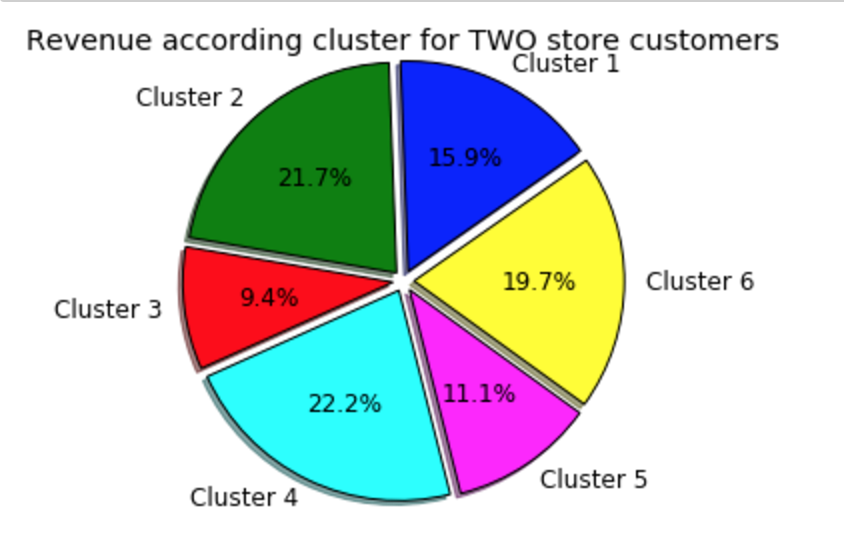 Revenue according cluster for TWO store customers
Cluster 1
Cluster 2
15.9%
21.7%
Cluster 6
19.7%
Cluster 3
9.4%
11.1%
22.2%
Cluster 5
Cluster 4